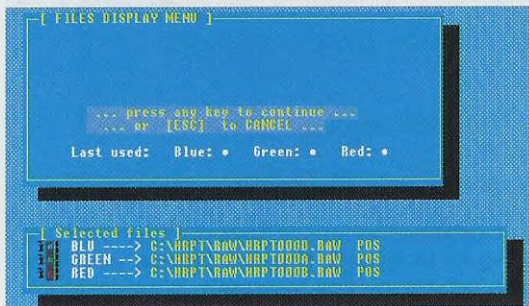 [ FILES DISPLAY MENU ]
... press any key to continue ...
... or [ESC] to CANCEL ...
Last used: Blue: • Green: • Red: •
[ Selected files ]
BLU ----> C:\HRPT\RAW\HRPT000D.RAW POS
GREEN --> C:\HRPT\RAW\HRPT000A.RAW POS
RED ----> C:\HRPT\RAW\HRPT000B.RAW POS